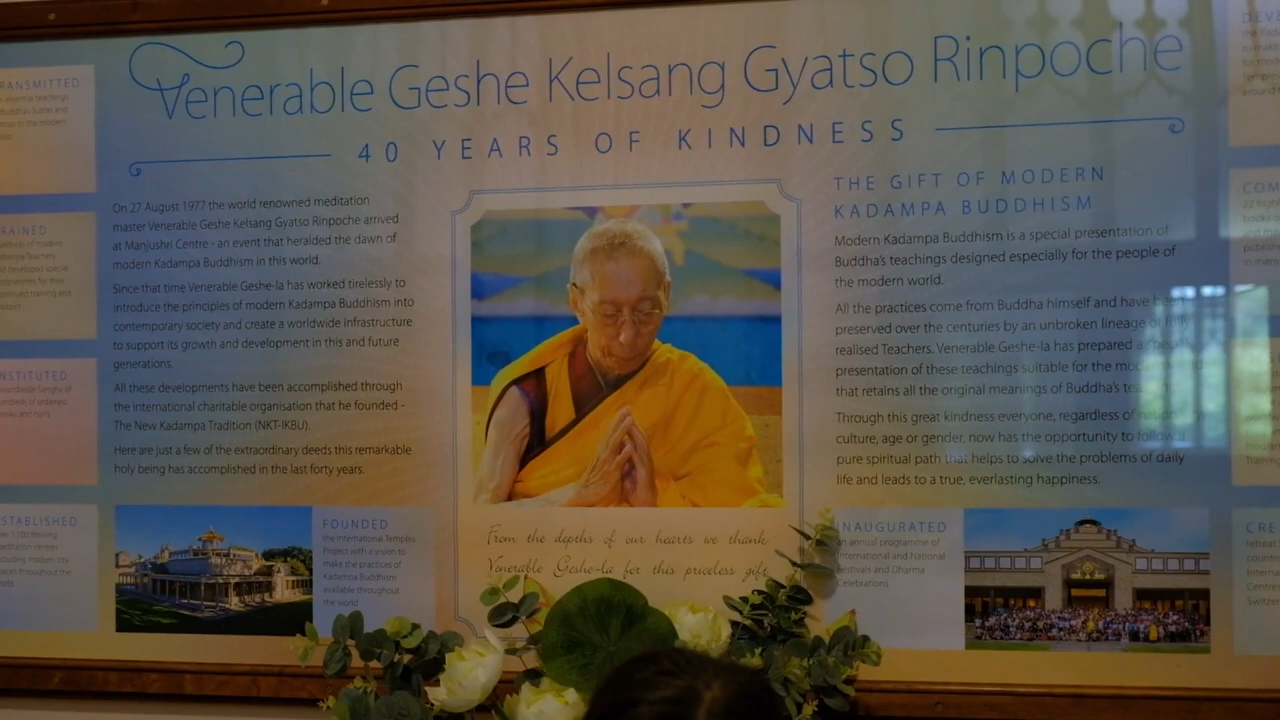 Venerable Geshe Kelsang Gyatso Rinpoche
40 YEARS OF KINDNESS
On 27 August 1977 the world renowned meditation
master Venerable Geshe Kelsang Gyatso Rinpoche arrived
at Manjushri Centre - an event that heralded the dawn of
modern Kadampa Buddhism in this world.
Since that time Venerable Geshe-la has worked tirelessly to
introduce the principles of modern Kadampa Buddhism into
contemporary society and create a worldwide infrastructure
to support its growth and development in this and future
generations.
All these developments have been accomplished through
the international charitable organisation that he founded -
The New Kadampa Tradition (NKT-IKBU).
Here are just a few of the extraordinary deeds this remarkable
holy being has accomplished in the last forty years.
THE GIFT OF MODERN
KADAMPA BUDDHISM
Modern Kadampa Buddhism is a special presentation of
Buddha's teachings designed especially for the people of
the modern world.
All the practices come from Buddha himself and have been
preserved over the centuries by an unbroken lineage of fully
realised Teachers. Venerable Geshe-la has prepared a special
presentation of these teachings suitable for the
that retains all the original meanings of Buddha's
Through this great kindness everyone, regardless of
culture, age or gender, now has the opportunity to follow a
pure spiritual path that helps to solve the problems of daily
life and leads to a true, everlasting happiness.
From the depths of our hearts we thank
Venerable Geshe-la for this priceless gift
FOUNDED
the International Temples
Project with a vision to
make the practices of
Kadampa Buddhism
available throughout
the world
INAUGURATED
an annual programme of
International and National
Festivals and Dharma
Celebrations
RANSMITTED
RAINED
NSTITUTED
STABLISHED
DEV
COM
CRE